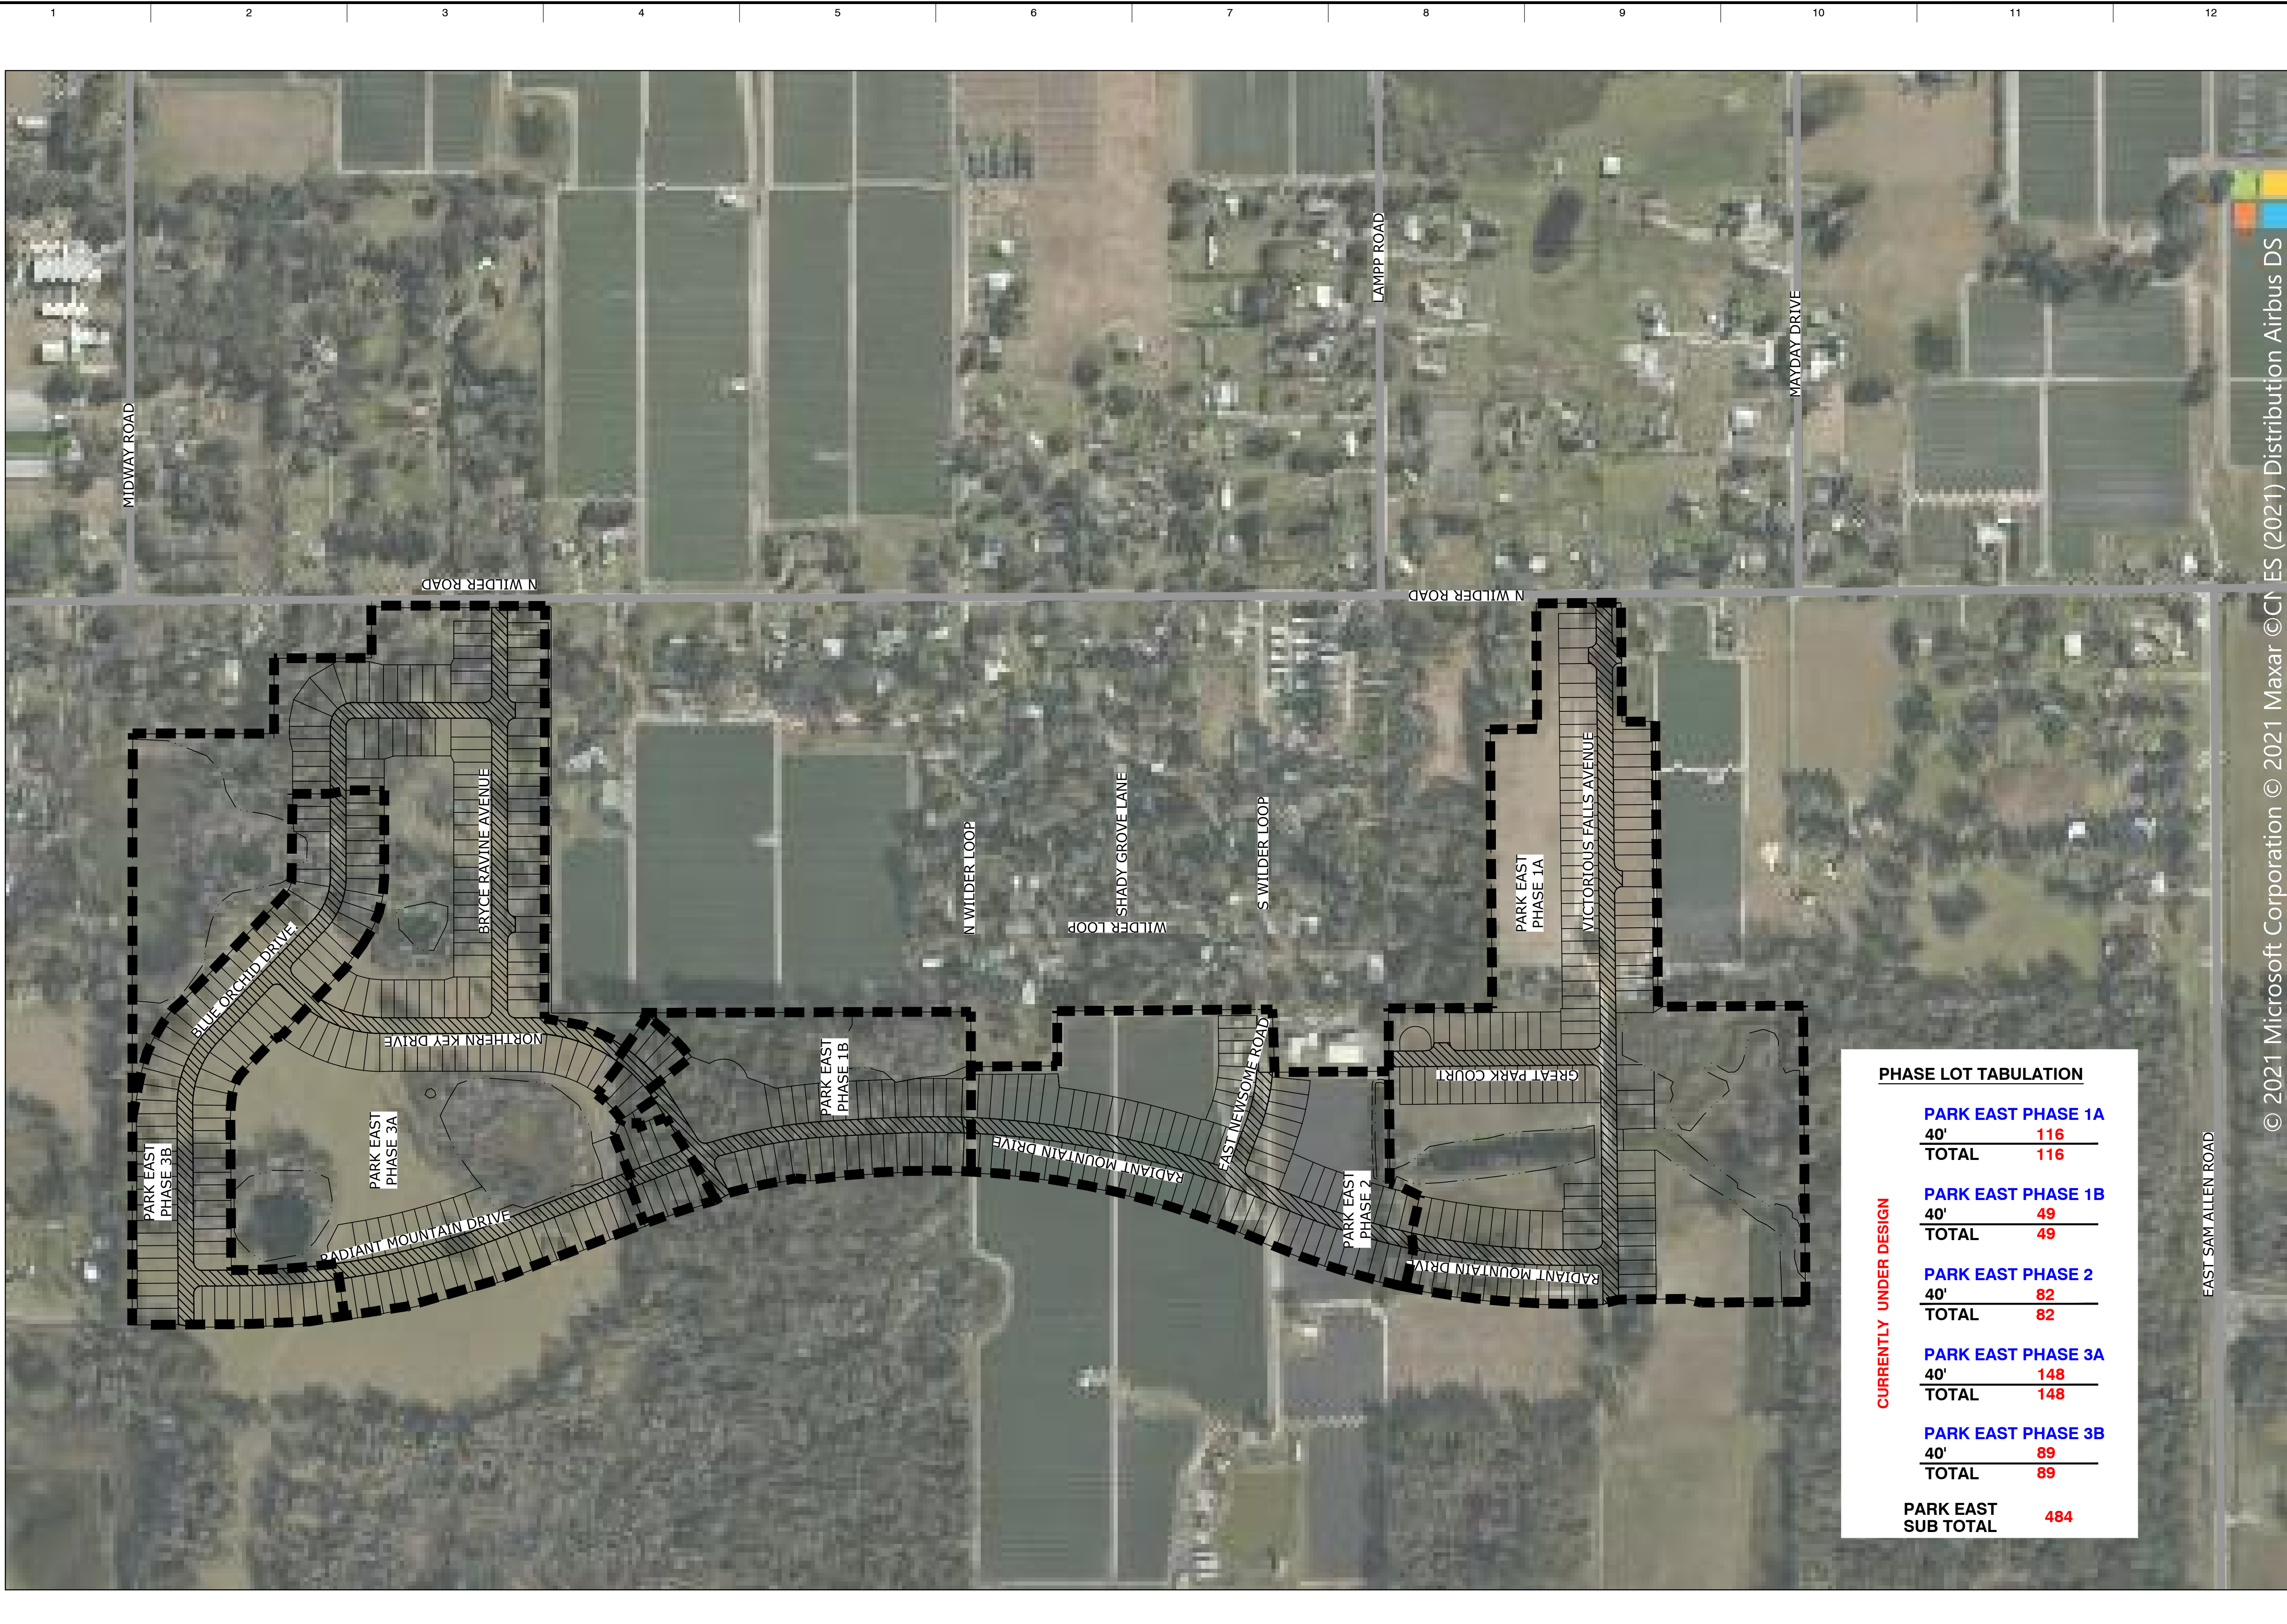 1 2 3 4 5 6 7 8 9 10 11 12
LAMPP ROAD
MAYDAY DRIVE
MIDWAY ROAD
N WILDER ROAD
N WILDER ROAD
BRYCE RAVINE AVENUE
N WILDER LOOP
SHADY GROVE LANE
S WILDER LOOP
WILDER LOOP
VICTORIOUS FALLS AVENUE
PARK EAST
PHASE 1A
BLUE ORCHID DRIVE
NORTHERN KEY DRIVE
PARK EAST
PHASE 1B
EAST NEWSOME ROAD
GREAT PARK COURT
PARK EAST
PHASE 3A
PARK EAST
PHASE 3B
RADIANT MOUNTAIN DRIVE
RADIANT MOUNTAIN DRIVE
PARK EAST
PHASE 2
RADIANT MOUNTAIN DRIVE
EAST SAM ALLEN ROAD
PHASE LOT TABULATION
CURRENTLY UNDER DESIGN
PARK EAST PHASE 1A
40' 116
TOTAL 116
PARK EAST PHASE 1B
40' 49
TOTAL 49
PARK EAST PHASE 2
40' 82
TOTAL 82
PARK EAST PHASE 3A
40' 148
TOTAL 148
PARK EAST PHASE 3B
40' 89
TOTAL 89
PARK EAST
SUB TOTAL 484
© 2021 Microsoft Corporation © 2021 Maxar ©CNES (2021) Distribution Airbus DS